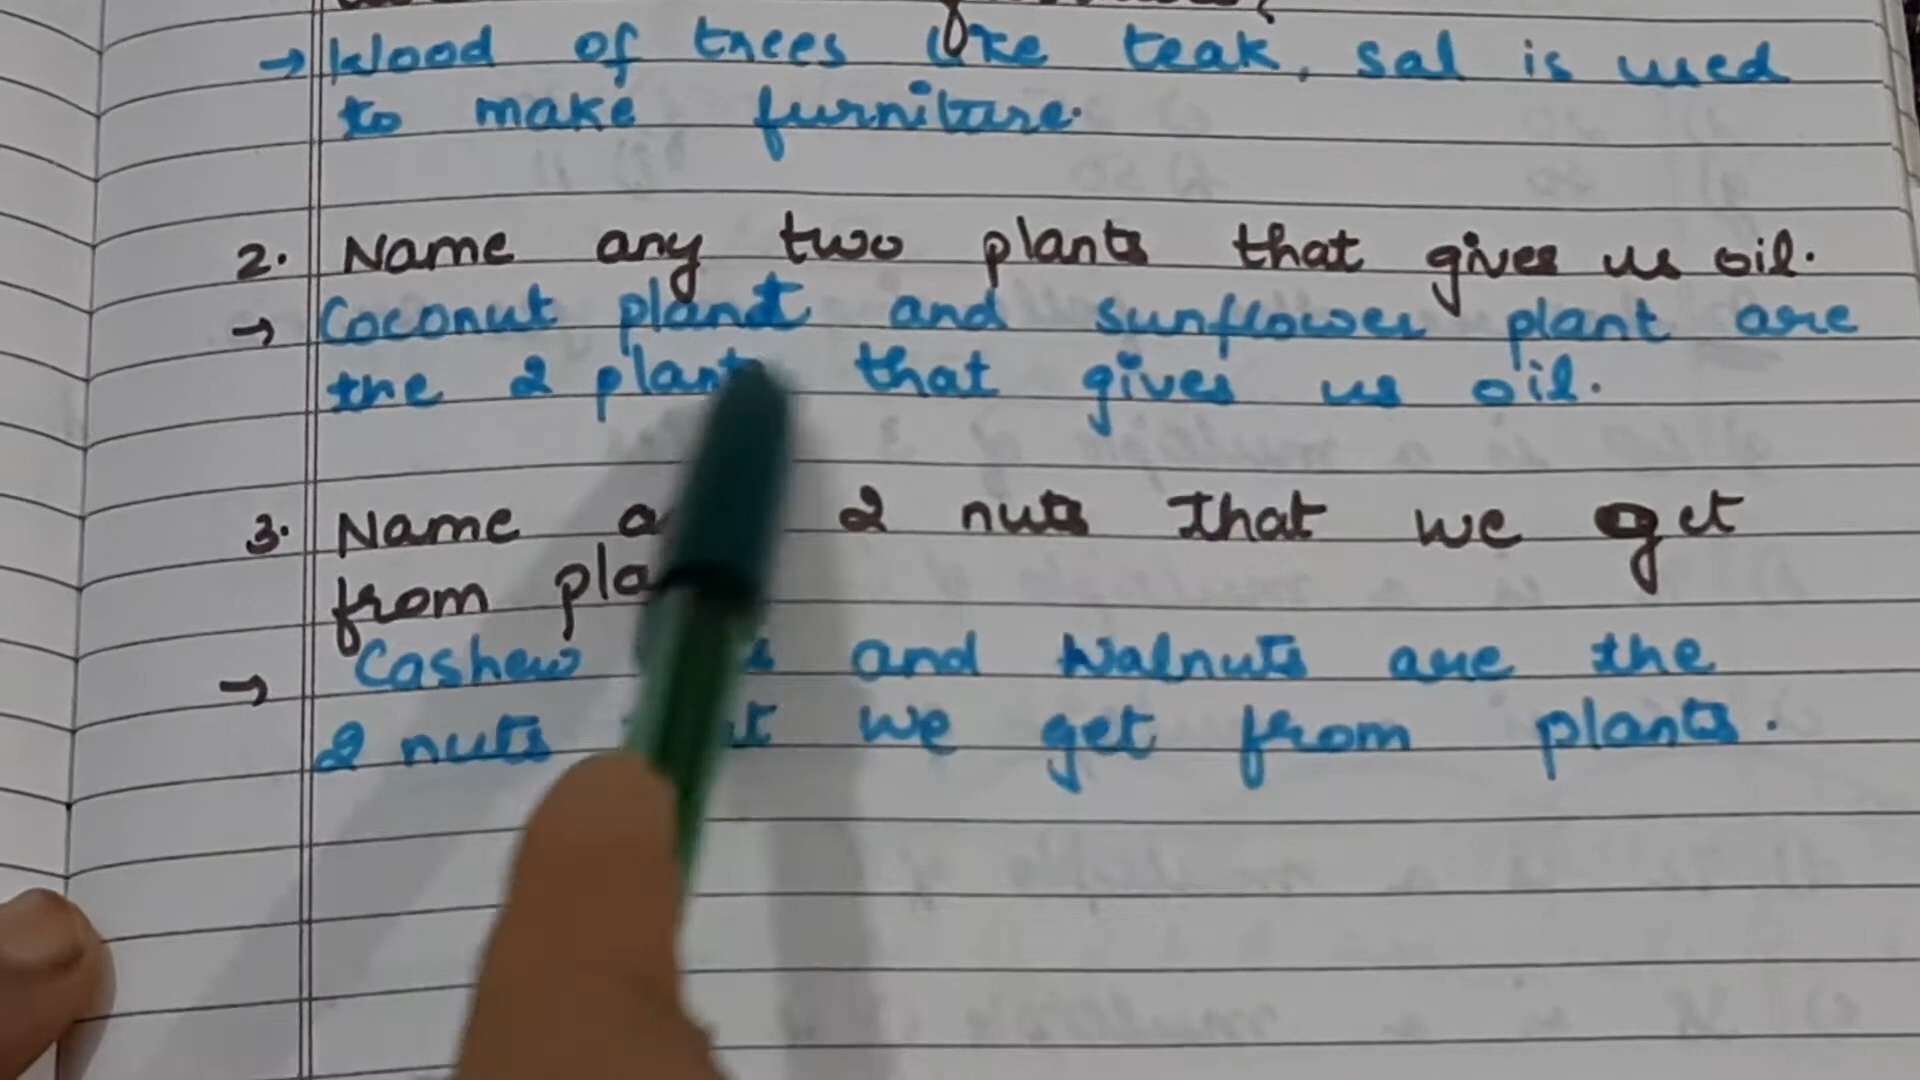 → Wood of trees like teak, sal is used
to make furniture.
2. Name any two plants that gives us oil.
→ Coconut plant and sunflower plant are
the 2 plants that gives us oil.
3. Name 2 nuts that we get
from
→ Cashew and Walnuts are the
2 nuts we get from plants.